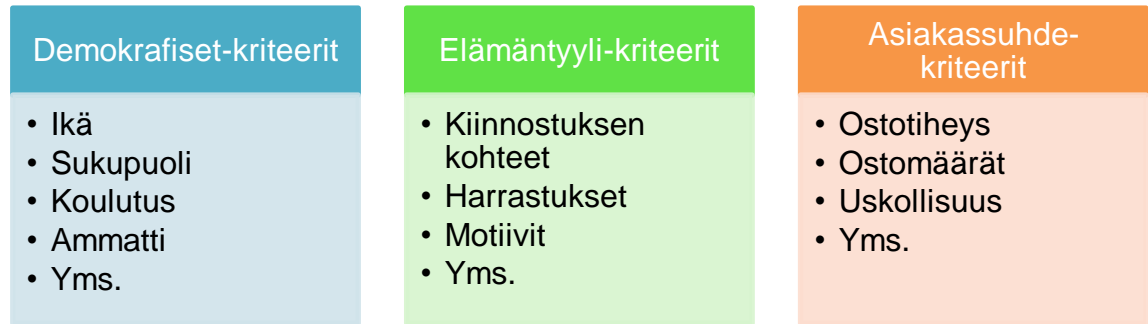 Demokrafiset-kriteerit
• Ikä
• Sukupuoli
• Koulutus
• Ammatti
• Yms.
Elämäntyyli-kriteerit
• Kiinnostuksen
kohteet
• Harrastukset
• Motiivit
• Yms.
Asiakassuhde-
kriteerit
• Ostotiheys
• Ostomäärät
• Uskollisuus
• Yms.